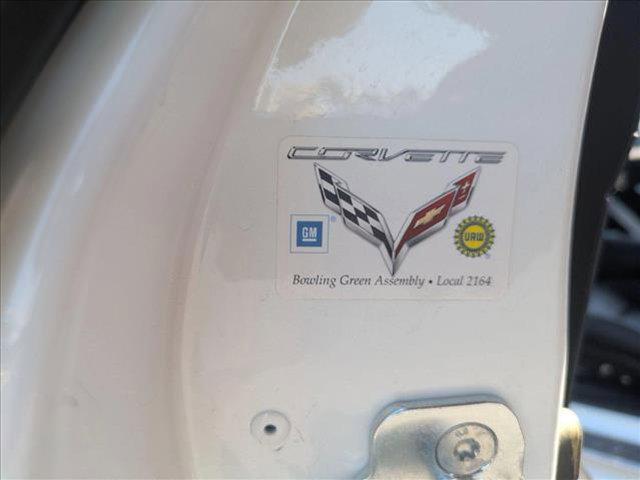 CORVETTE
GM
®
UAW
Bowling Green Assembly • Local 2164